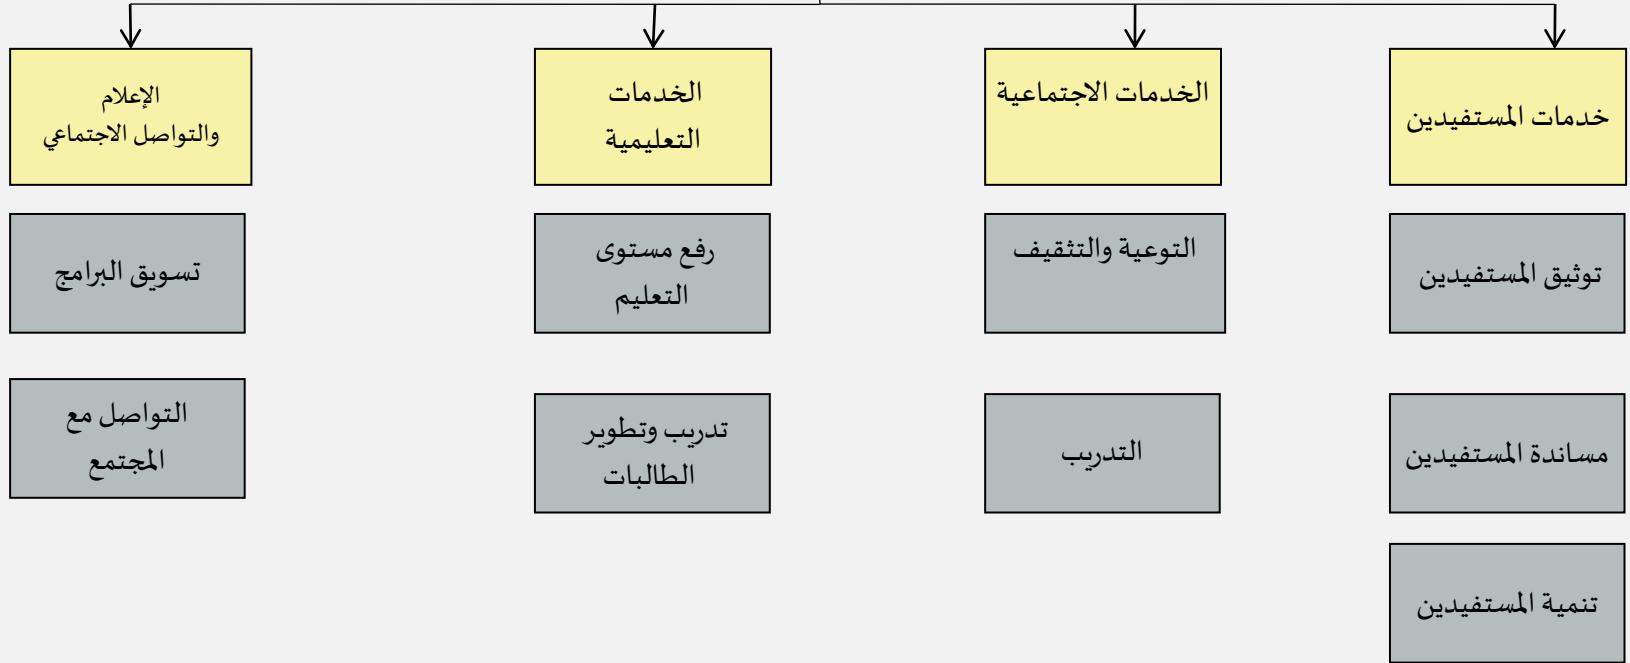 خدمات المستفيدين
الخدمات الاجتماعية
الخدمات
التعليمية
الإعلام
والتواصل الاجتماعي
توثيق المستفيدين
التوعية والتثقيف
رفع مستوى
التعليم
تسويق البرامج
مساندة المستفيدين
التدريب
تدريب وتطوير
الطالبات
التواصل مع
المجتمع
تنمية المستفيدين